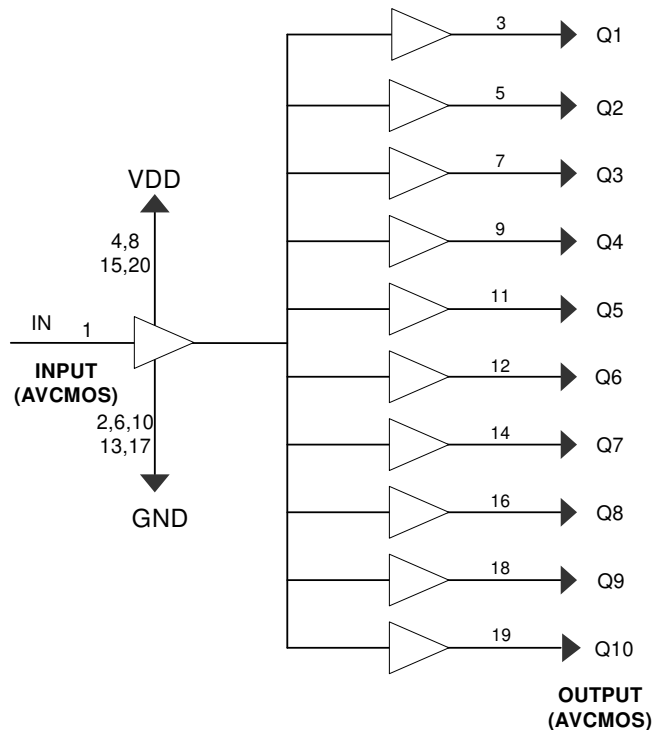 3 Q1
5 Q2
7 Q3
VDD
9 Q4
4,8
15,20
11 Q5
IN 1
INPUT
(AVCMOS)
12 Q6
2,6,10
13,17
14 Q7
GND
16 Q8
18 Q9
19 Q10
OUTPUT
(AVCMOS)